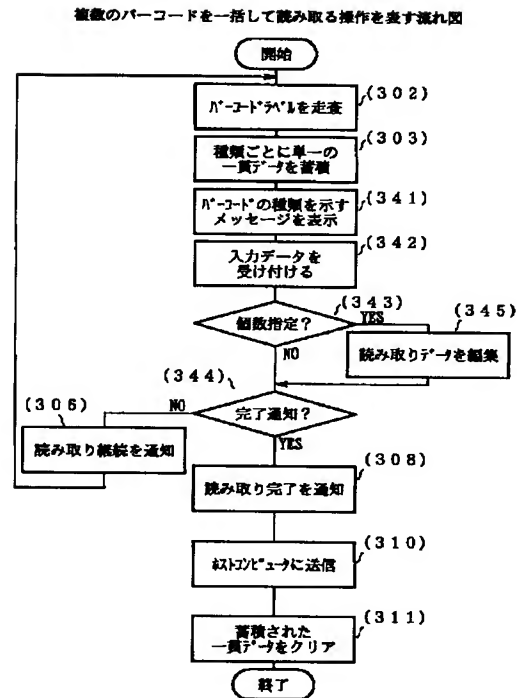 複数のバーコードを一括して読み取る操作を表す流れ図
開始
(302)
バーコードラベルを走査
(303)
種類ごとに単一の
一貫データを蓄積
(341)
バーコードの種類を示す
メッセージを表示
(342)
入力データを
受け付ける
(343)
個数指定?
YES
(345)
NO
読み取りデータを編集
(344)
(306)
NO
完了通知?
YES
読み取り継続を通知
(308)
読み取り完了を通知
(310)
ホストコンピュータに送信
(311)
蓄積された
一貫データをクリア
終了